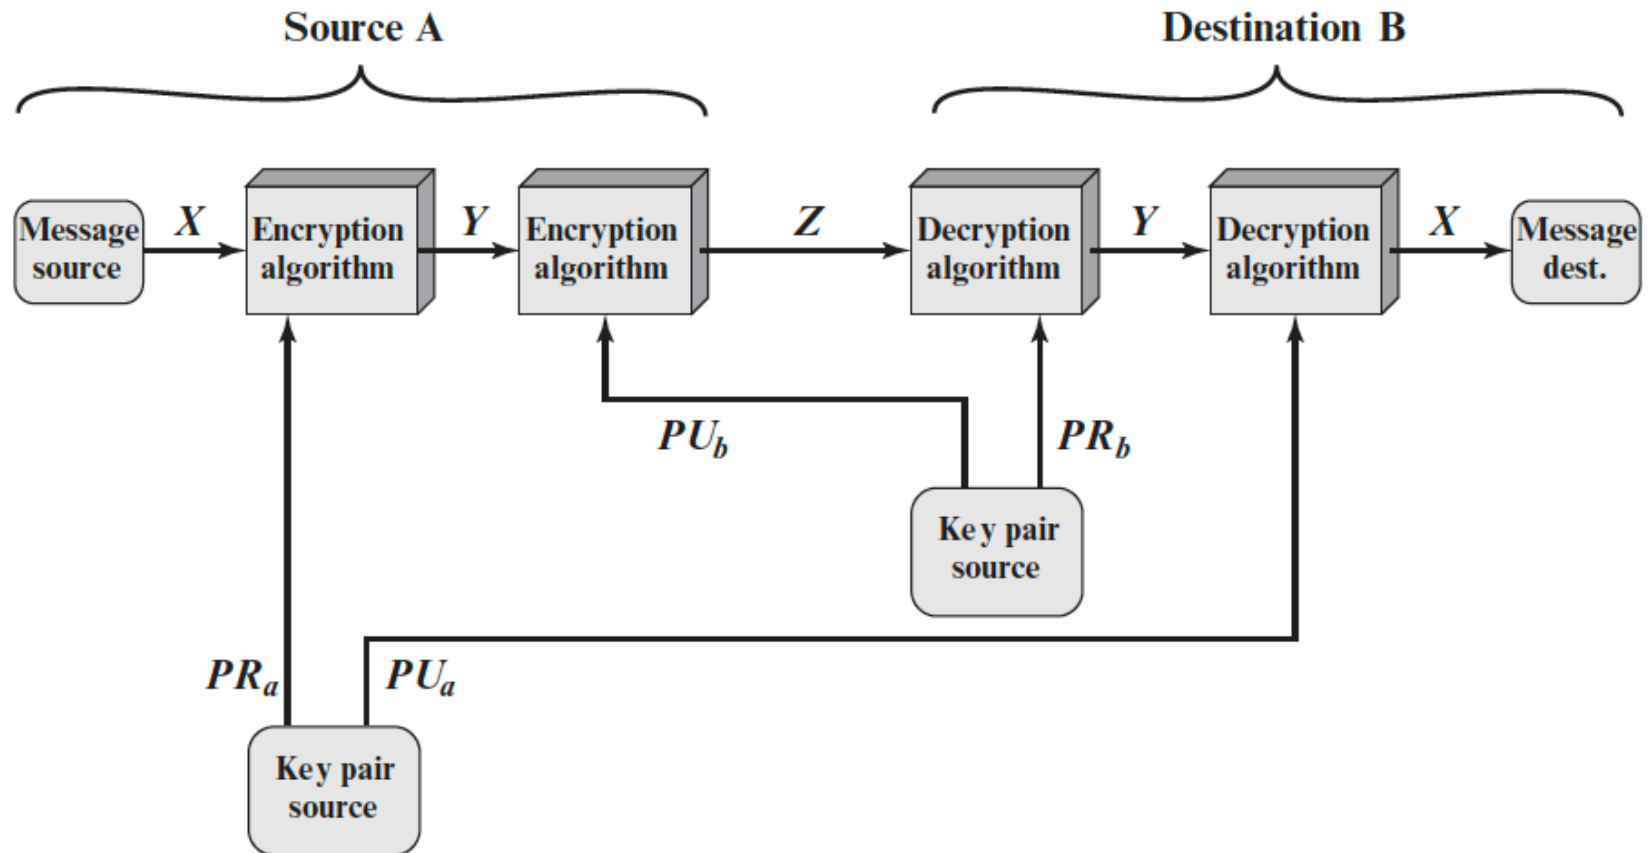 Source A
Destination B
Message
source
X
Encryption
algorithm
Y
Encryption
algorithm
Z
Decryption
algorithm
Y
Decryption
algorithm
X
Message
dest.
PUb
PRb
Key pair
source
PRa
PUa
Key pair
source